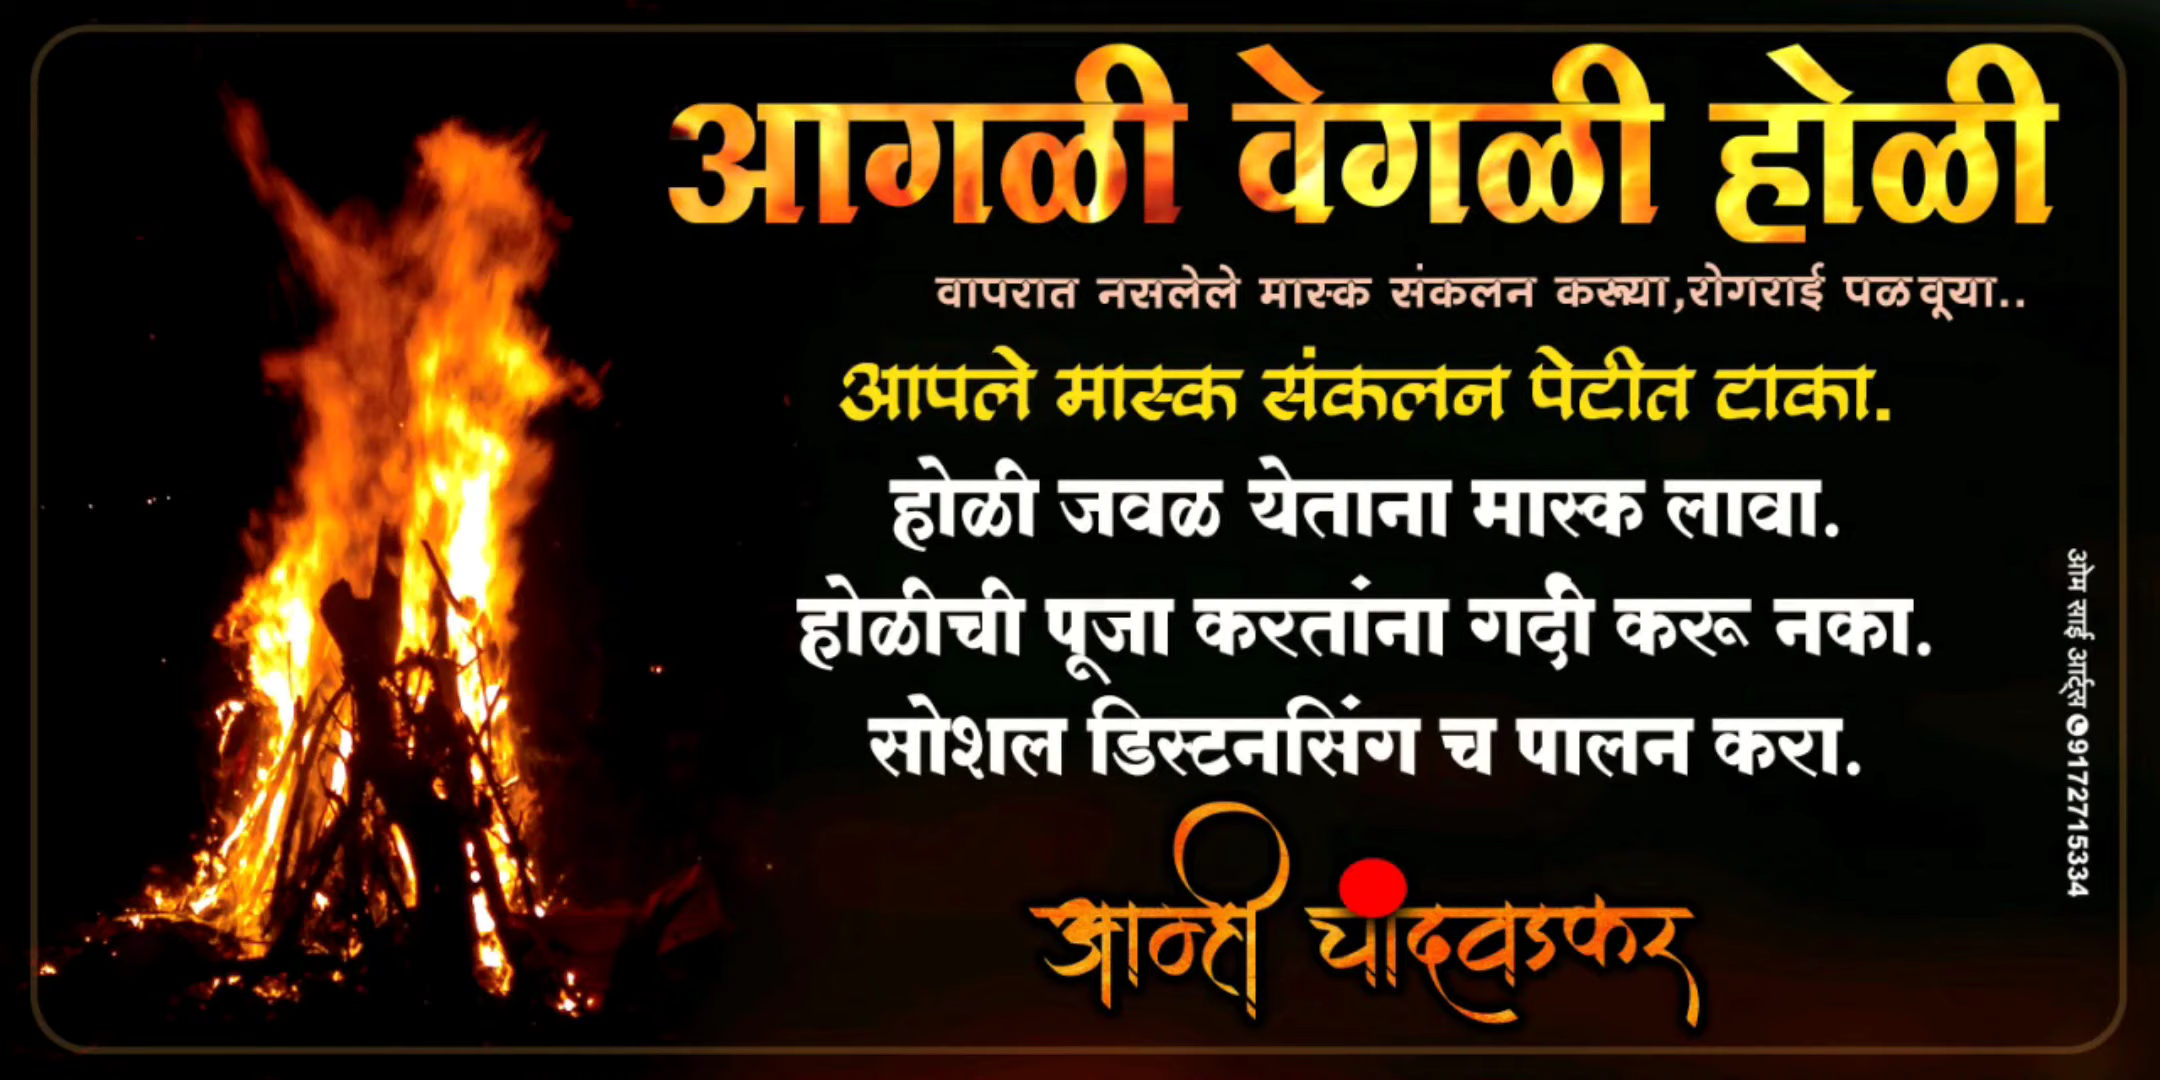 आगळी वेगळी होळी
वापरात नसलेले मास्क संकलन करूया,रोगराई पळवूया..
आपले मास्क संकलन पेटीत टाका.
होळी जवळ येताना मास्क लावा.
होळीची पूजा करतांना गर्दी करू नका.
सोशल डिस्टनसिंग च पालन करा.
आम्ही चांदवडकर
ओम साई आर्ट्स 9172715334